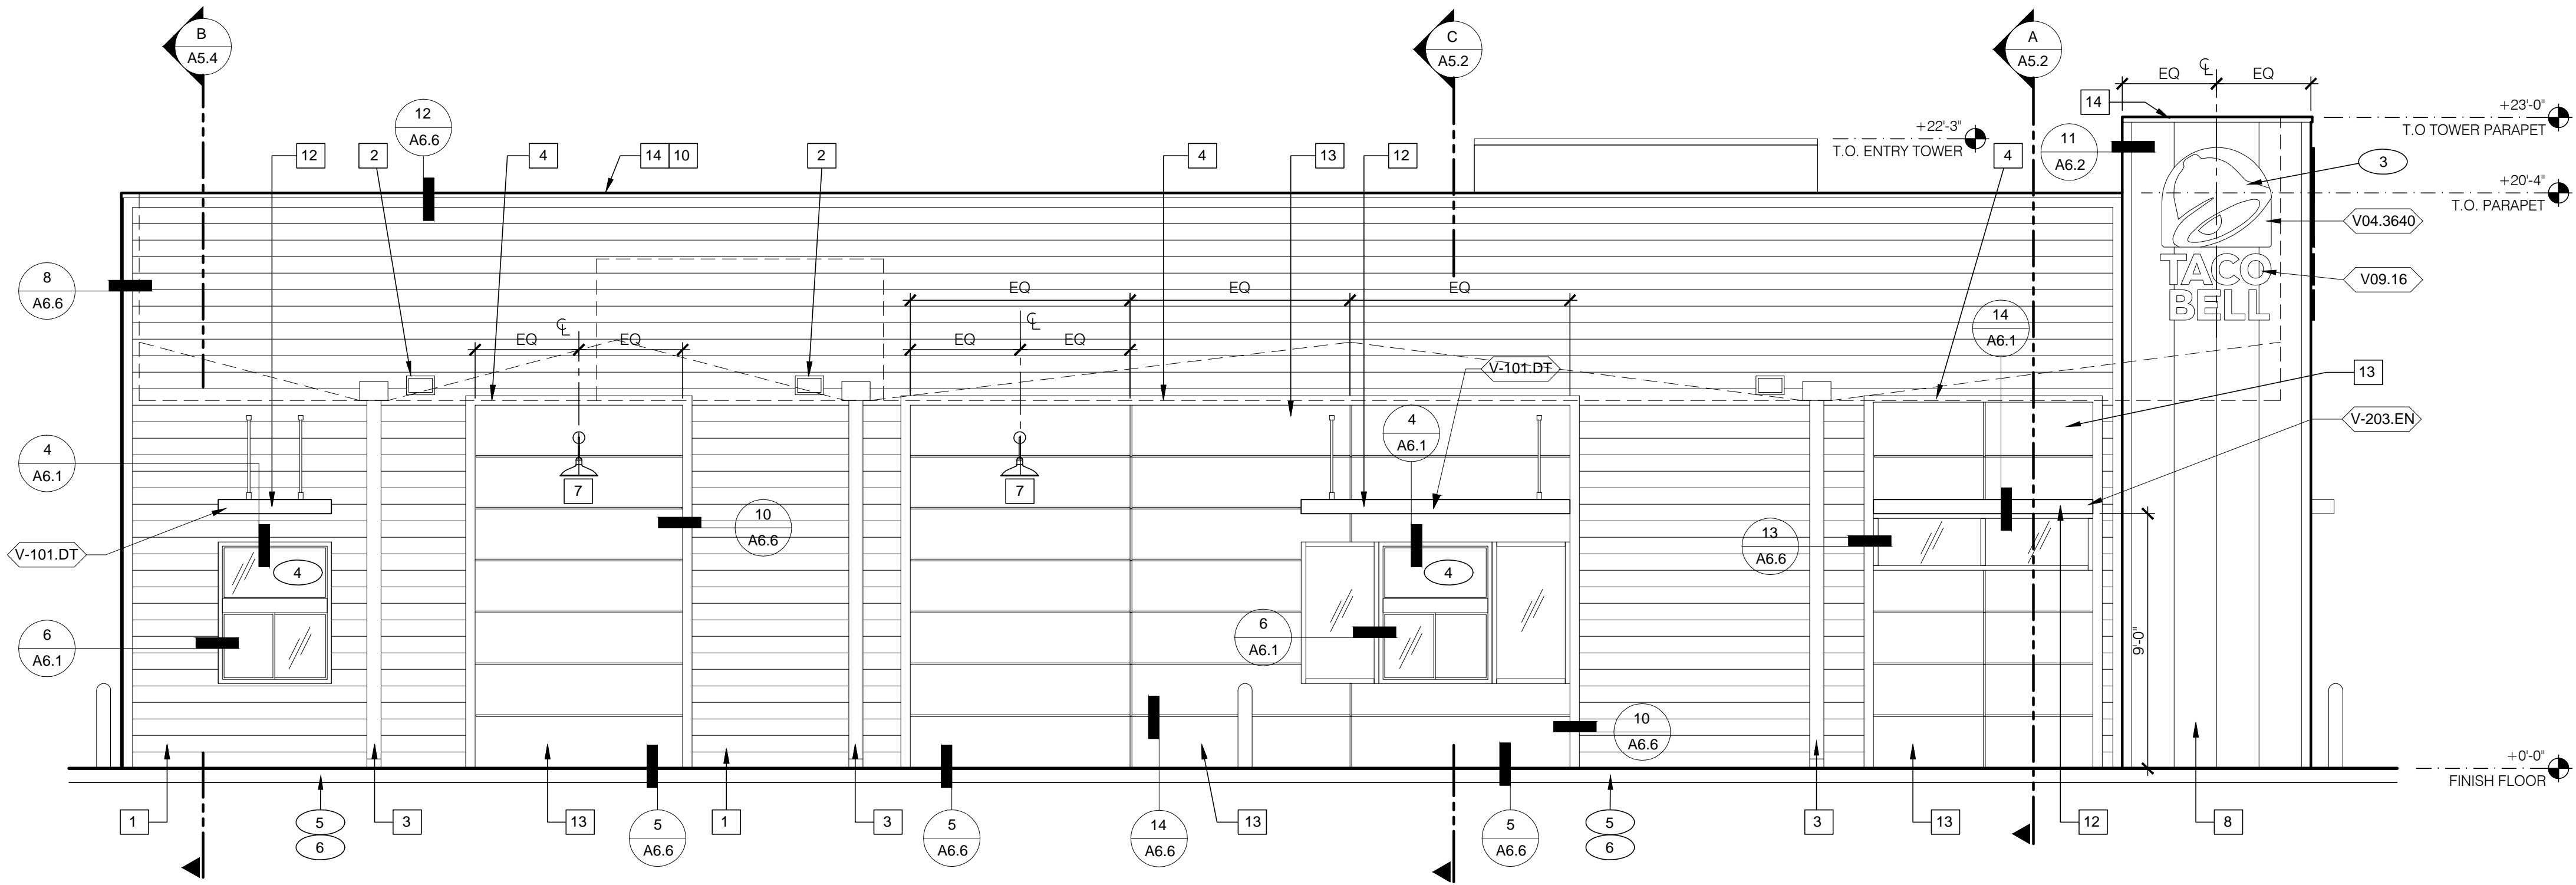 B
A5.4
C
A5.2
A
A5.2
EQ
℄
EQ
14
+23'-0"
T.O TOWER PARAPET
12
A6.6
+22'-3"
T.O. ENTRY TOWER
11
A6.2
12
2
4
14 10
2
4
13
12
4
3
+20'-4"
T.O. PARAPET
V04.3640
TACO
BELL
V09.16
8
A6.6
EQ
EQ
EQ
14
A6.1
EQ
℄
EQ
EQ
℄
EQ
V-101.DT
13
V-203.EN
4
A6.1
4
A6.1
7
7
10
A6.6
13
A6.6
V-101.DT
4
4
6
A6.1
6
A6.1
9'-0"
10
A6.6
+0'-0"
FINISH FLOOR
1
5
6
3
13
5
A6.6
1
3
5
A6.6
14
A6.6
13
5
A6.6
5
6
3
13
12
8